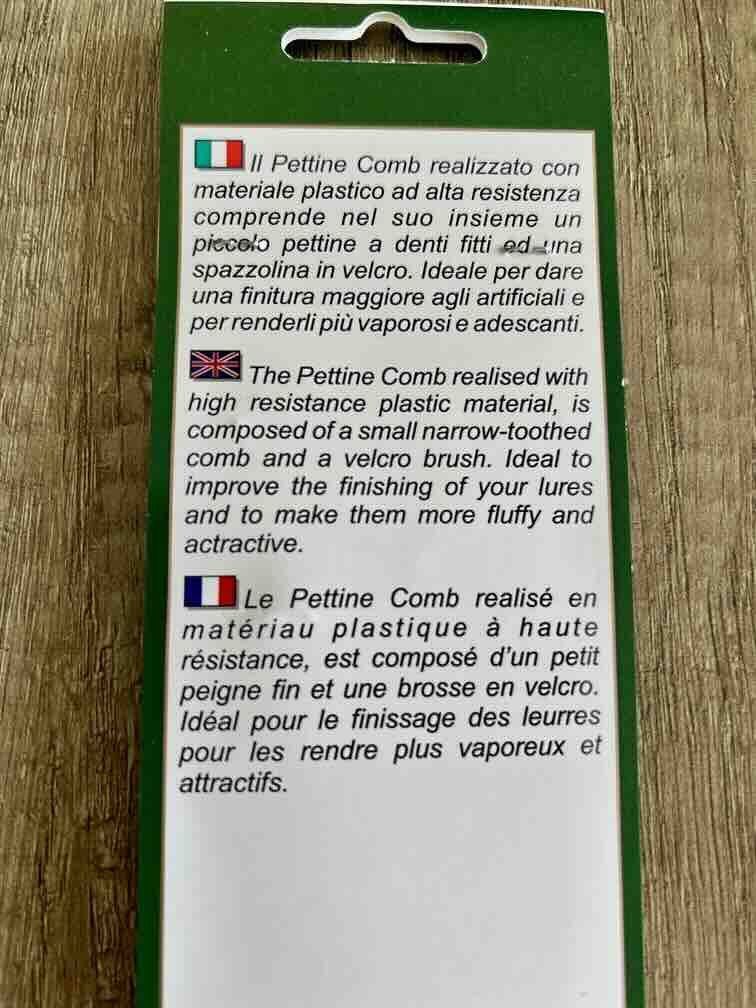 Il Pettine Comb realizzato con
materiale plastico ad alta resistenza
comprende nel suo insieme un
piccolo pettine a denti fitti ed una
spazzolina in velcro. Ideale per dare
una finitura maggiore agli artificiali e
per renderli più vaporosi e adescanti.
The Pettine Comb realised with
high resistance plastic material, is
composed of a small narrow-toothed
comb and a velcro brush. Ideal to
improve the finishing of your lures
and to make them more fluffy and
actractive.
Le Pettine Comb realisé en
matériau plastique à haute
résistance, est composé d'un petit
peigne fin et une brosse en velcro.
Idéal pour le finissage des leurres
pour les rendre plus vaporeux et
attractifs.